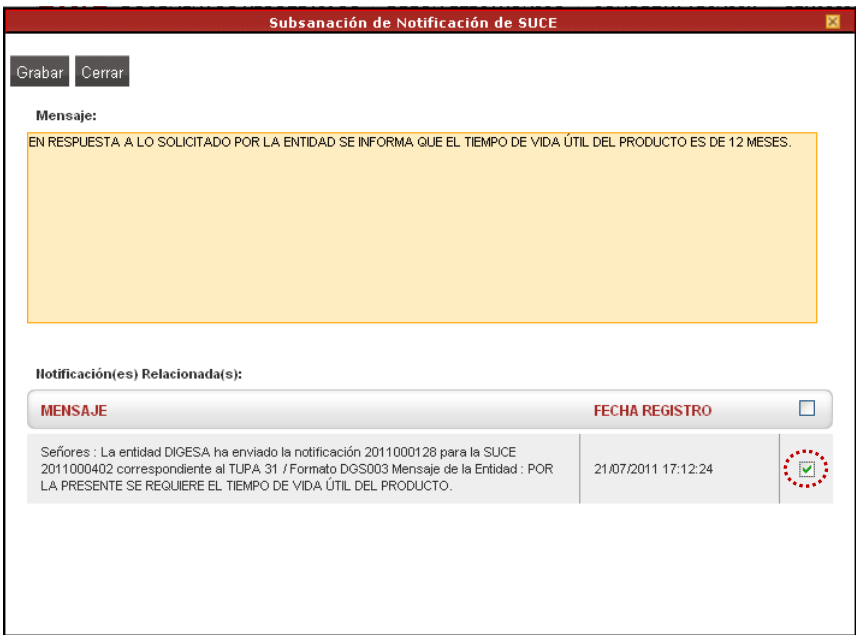 Subsanación de Notificación de SUCE
Grabar Cerrar
Mensaje:
EN RESPUESTA A LO SOLICITADO POR LA ENTIDAD SE INFORMA QUE EL TIEMPO DE VIDA ÚTIL DEL PRODUCTO ES DE 12 MESES.
Notificación(es) Relacionada(s):
MENSAJE FECHA REGISTRO
Señores : La entidad DIGESA ha enviado la notificación 2011000128 para la SUCE
2011000402 correspondiente al TUPA 31 / Formato DGS003 Mensaje de la Entidad : POR
LA PRESENTE SE REQUIERE EL TIEMPO DE VIDA ÚTIL DEL PRODUCTO.
21/07/2011 17:12:24